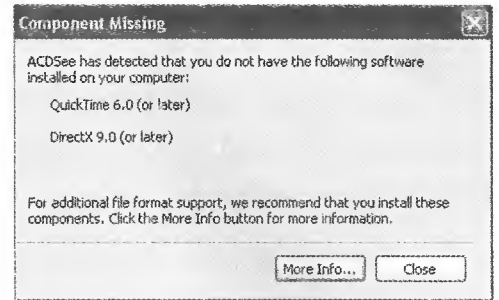 Component Missing
ACDSee has detected that you do not have the following software
installed on your computer:
QuickTime 6.0 (or later)
DirectX 9.0 (or later)
For additional file format support, we recommend that you install these
components. Click the More Info button for more information.
More Info... Close